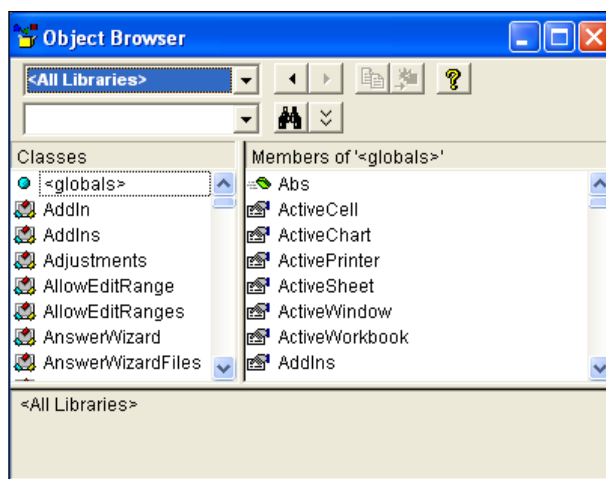 Object Browser
<All Libraries>
?
Classes
Members of '<globals>'
<globals>
Abs
AddIn
ActiveCell
AddIns
ActiveChart
Adjustments
ActivePrinter
AllowEditRange
ActiveSheet
AllowEditRanges
ActiveWindow
AnswerWizard
ActiveWorkbook
AnswerWizardFiles
AddIns
<All Libraries>